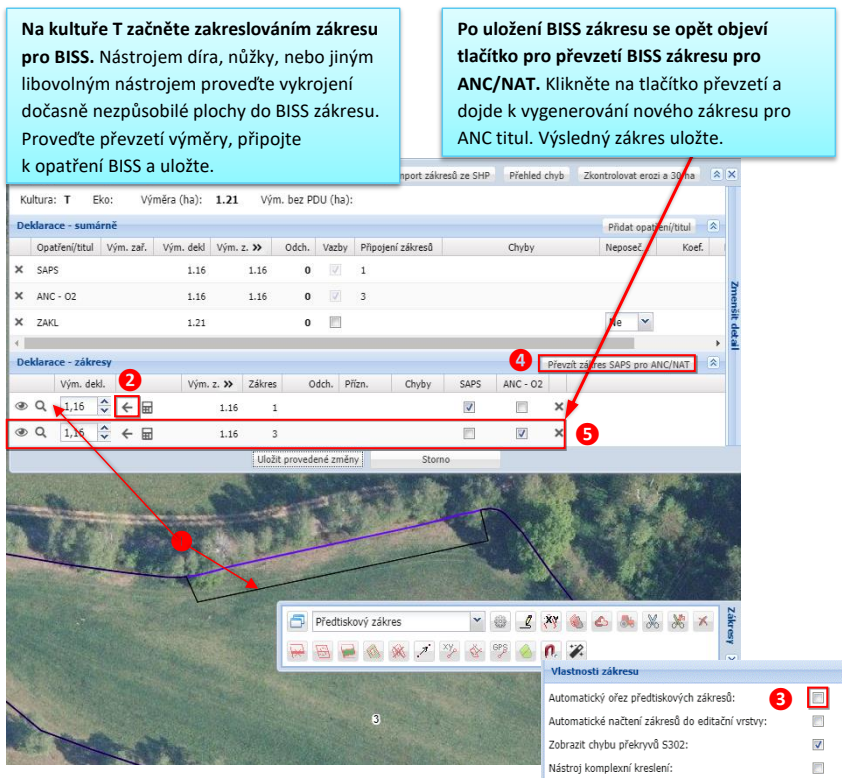 Na kultuře T začněte zakreslováním zákresu
pro BISS. Nástrojem díra, nůžky, nebo jiným
libovolným nástrojem proveďte vykrojení
dočasně nezpůsobilé plochy do BISS zákresu.
Proveďte převzetí výměry, připojte
k opatření BISS a uložte.
Po uložení BISS zákresu se opět objeví
tlačítko pro převzetí BISS zákresu pro
ANC/NAT. Klikněte na tlačítko převzetí a
dojde k vygenerování nového zákresu pro
ANC titul. Výsledný zákres uložte.
mport zákresů ze SHP Přehled chyb Zkontrolovat erozi a 30 ha
Kultura: T Eko: Výměra (ha): 1.21 Vým. bez PDU (ha):
Deklarace - sumárně Přidat opatření/titul
Opatření/titul Vým. zař. Vým. dekl Vým. z. Odch. Vazby Připojení zákresů Chyby Neposeč. Koef.
SAPS 1.16 1.16 0 1
ANC - O2 1.16 1.16 0 3
ZAKL 1.21 0 Ne
Zmenšit detail
Deklarace - zákresy 4 Převzít zákres SAPS pro ANC/NAT
Vým. dekl. 2 Vým. z. Zákres Odch. Přízn. Chyby SAPS ANC - O2
1,16 1.16 1
1,16 1.16 3 5
Uložit provedené změny Storno
Předtiskový zákres
XY
XY GPS
Zákresy
Vlastnosti zákresu
Automatický ořez předtiskových zákresů: 3
Automatické načtení zákresů do editační vrstvy:
Zobrazit chybu překryvů S302:
Nástroj komplexní kreslení:
3